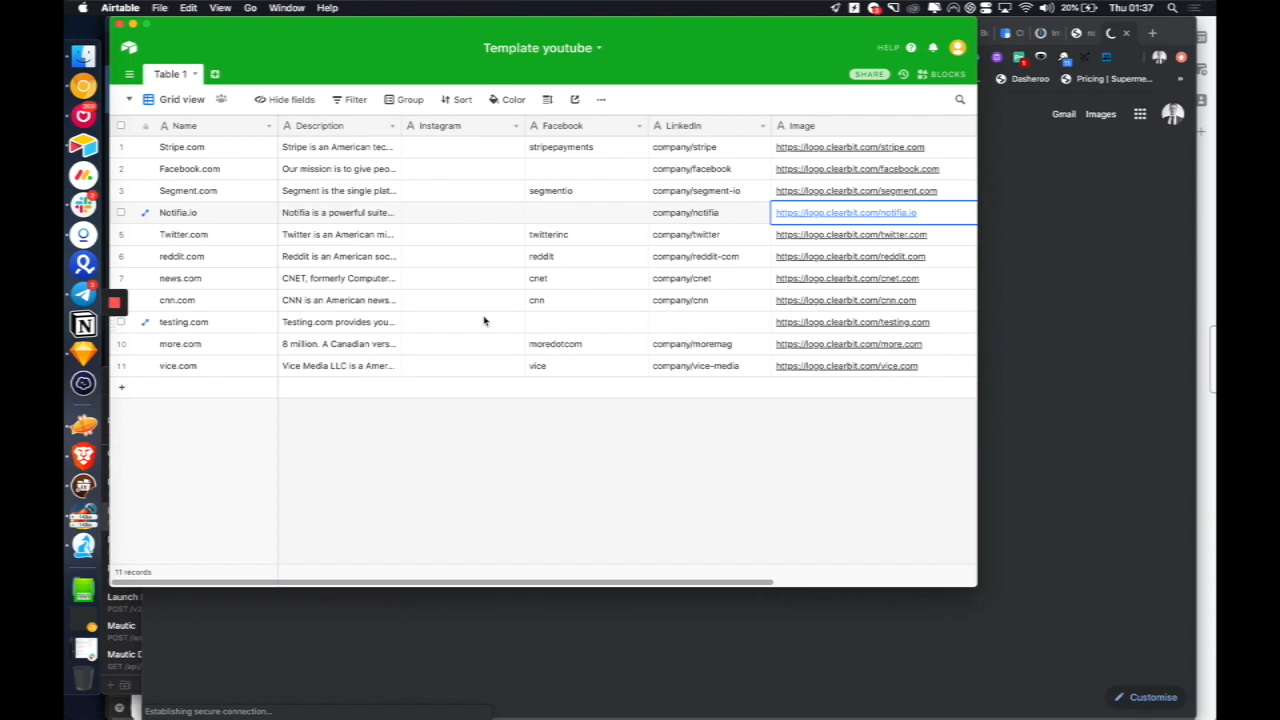 Airtable Table File Edit View Go Window Help
20% Thu 01:37
Template youtube
HELP
Table 1
SHARE
BLOCKS
Grid view
Hide fields
Filter
Group
Sort
Color
Name Description Instagram Facebook LinkedIn Image
1 Stripe.com Stripe is an American tec... stripepayments company/stripe https://logo.clearbit.com/stripe.com
2 Facebook.com Our mission is to give peo... company/facebook https://logo.clearbit.com/facebook.com
3 Segment.com Segment is the single plat... segmentio company/segment-io https://logo.clearbit.com/segment.com
Notifia.io Notifia is a powerful suite... company/notifia https://logo.clearbit.com/notifia.io
5 Twitter.com Twitter is an American mi... twitterinc company/twitter https://logo.clearbit.com/twitter.com
6 reddit.com Reddit is an American soc... reddit company/reddit-com https://logo.clearbit.com/reddit.com
7 news.com CNET, formerly Computer... cnet company/cnet https://logo.clearbit.com/cnet.com
cnn.com CNN is an American news... cnn company/cnn https://logo.clearbit.com/cnn.com
testing.com Testing.com provides you... https://logo.clearbit.com/testing.com
10 more.com 8 million. A Canadian vers... moredotcom company/moremag https://logo.clearbit.com/more.com
11 vice.com Vice Media LLC is a Amer... vice company/vice-media https://logo.clearbit.com/vice.com
11 records
Dasheroo
Pricing | Superme...
Gmail Images
Launch
POST /v2
Mautic
POST /
Mautic D
GET /api/
Establishing secure connection...
Customise